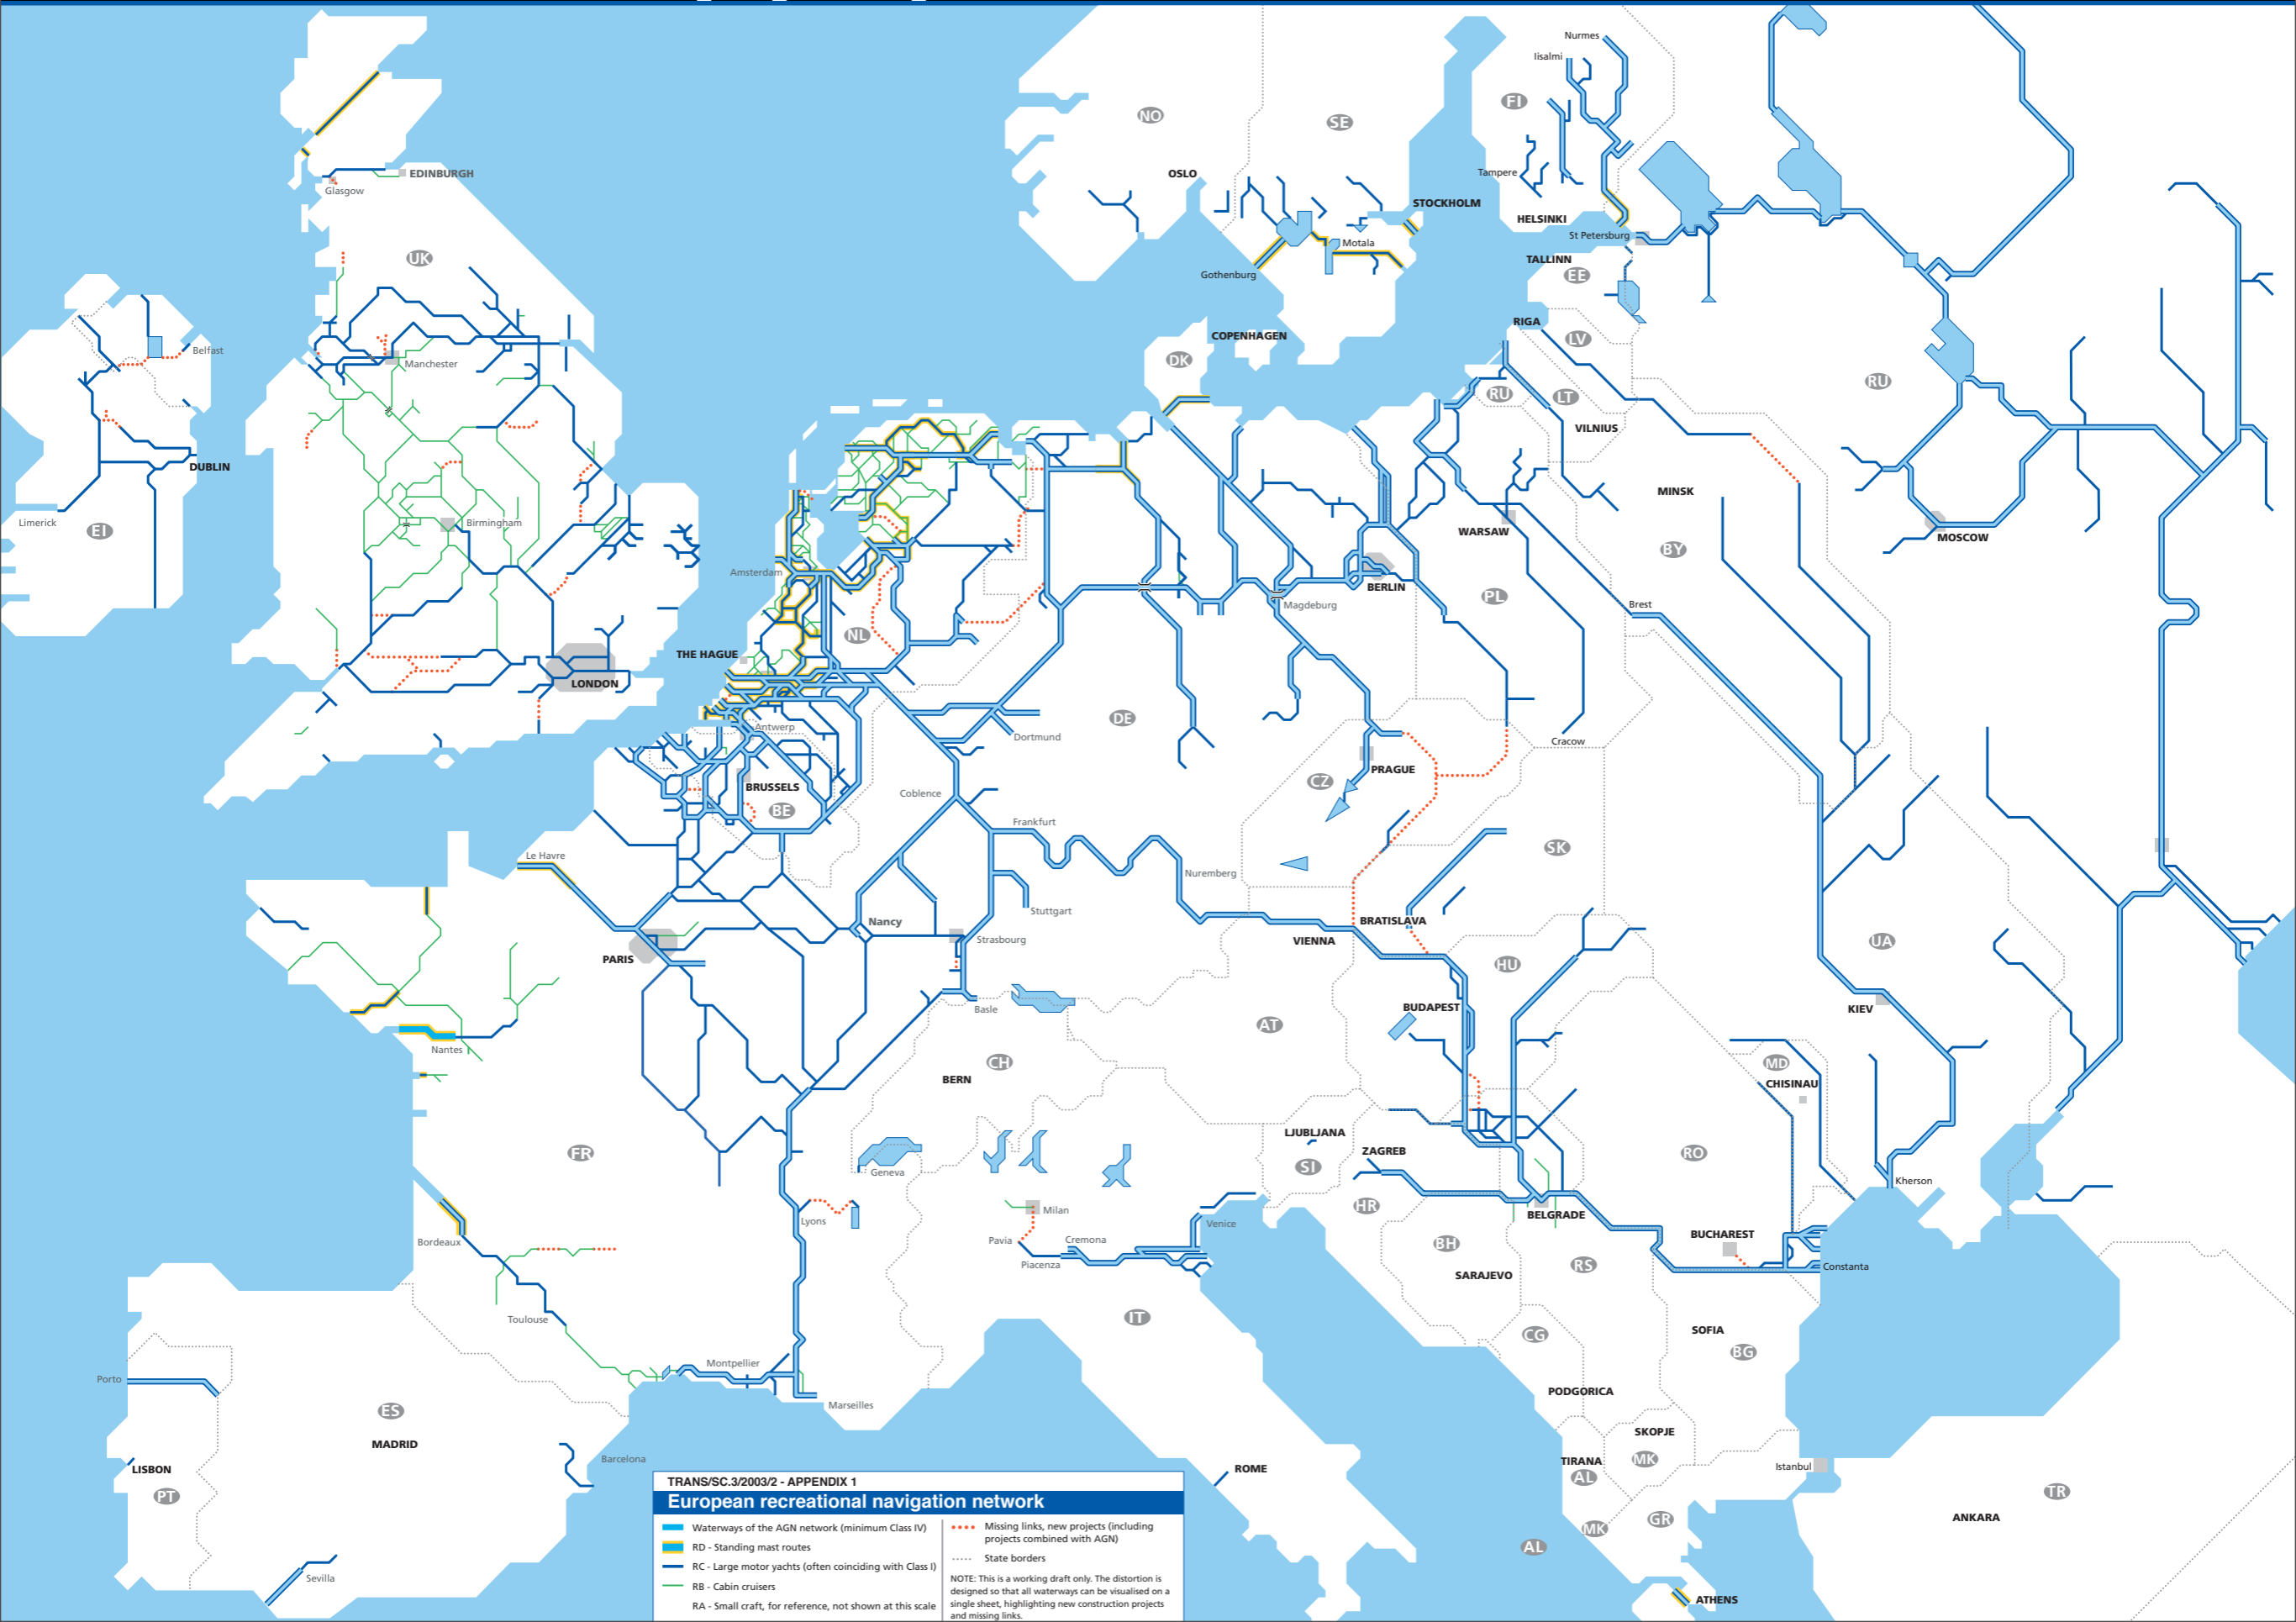 Nurmes
Iisalmi
FI
NO
SE
OSLO
Tampere
EDINBURGH
Glasgow
STOCKHOLM
HELSINKI
St Petersburg
Motala
UK
TALLINN
EE
Gothenburg
RIGA
COPENHAGEN
LV
Belfast
DK
Manchester
RU
RU
LT
VILNIUS
DUBLIN
MINSK
Limerick
EI
Birmingham
WARSAW
MOSCOW
BY
Amsterdam
BERLIN
PL
Magdeburg
Brest
NL
THE HAGUE
LONDON
DE
Antwerp
Dortmund
Cracow
PRAGUE
CZ
BRUSSELS
BE
Coblence
Frankfurt
SK
Le Havre
Nuremberg
Stuttgart
Nancy
BRATISLAVA
Strasbourg
VIENNA
UA
PARIS
HU
Basle
BUDAPEST
KIEV
AT
Nantes
CH
MD
BERN
CHISINAU
LJUBLJANA
FR
ZAGREB
RO
SI
Geneva
Kherson
HR
Milan
BELGRADE
Lyons
Venice
BUCHAREST
Bordeaux
Pavia
Cremona
BH
Piacenza
RS
Constanta
SARAJEVO
IT
Toulouse
CG
SOFIA
BG
Montpellier
Porto
PODGORICA
Marseilles
ES
SKOPJE
MADRID
Barcelona
TIRANA
MK
LISBON
ROME
Istanbul
AL
PT
TR
GR
ANKARA
MK
AL
Sevilla
ATHENS
TRANS/SC.3/2003/2 - APPENDIX 1
European recreational navigation network
Waterways of the AGN network (minimum Class IV)
RD - Standing mast routes
RC - Large motor yachts (often coinciding with Class I)
RB - Cabin cruisers
RA - Small craft, for reference, not shown at this scale
Missing links, new projects (including
projects combined with AGN)
State borders
NOTE: This is a working draft only. The distortion is
designed so that all waterways can be visualised on a
single sheet, highlighting new construction projects
and missing links.